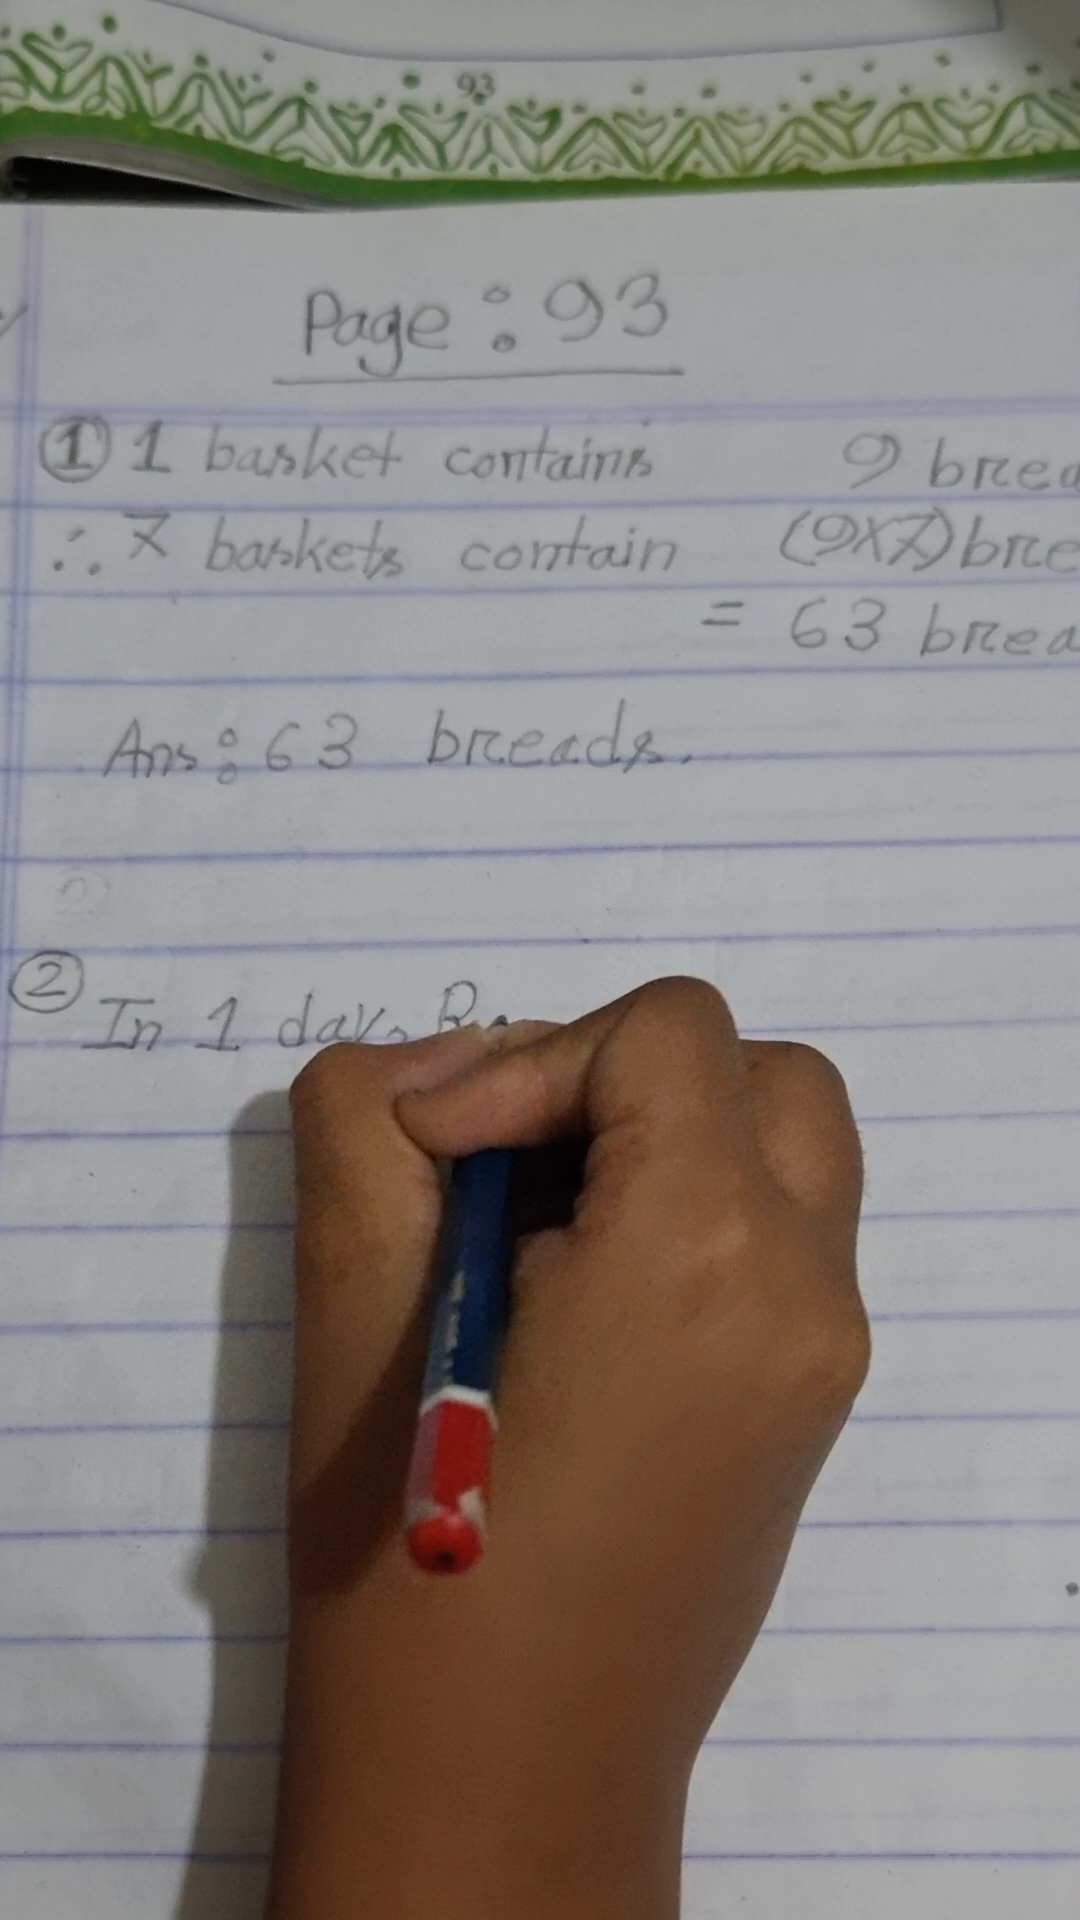 93
Page : 93
① 1 basket contains 9 brea
∴ 7 baskets contain (9×7) bre
= 63 brea
Ans : 63 breads.
② In 1 day,